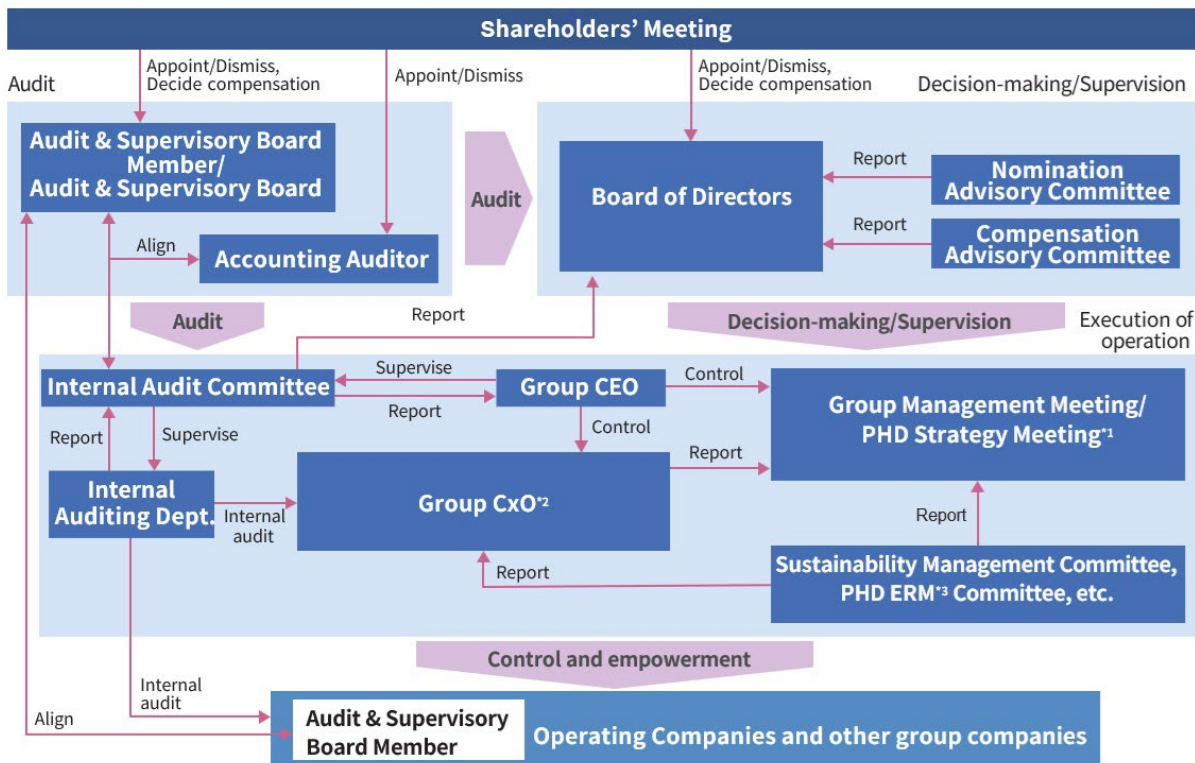 Shareholders' Meeting
Audit
Appoint/Dismiss,
Decide compensation
Appoint/Dismiss
Appoint/Dismiss,
Decide compensation
Decision-making/Supervision
Audit & Supervisory Board
Member/
Audit & Supervisory Board
Align
Accounting Auditor
Audit
Board of Directors
Report
Nomination
Advisory Committee
Report
Compensation
Advisory Committee
Audit
Report
Decision-making/Supervision
Execution of
operation
Internal Audit Committee
Supervise
Report
Group CEO
Control
Control
Group Management Meeting/
PHD Strategy Meeting*1
Report
Supervise
Internal
Auditing Dept.
Internal
audit
Group CxO*2
Report
Report
Report
Sustainability Management Committee,
PHD ERM*3 Committee, etc.
Control and empowerment
Internal
audit
Align
Audit & Supervisory
Board Member
Operating Companies and other group companies